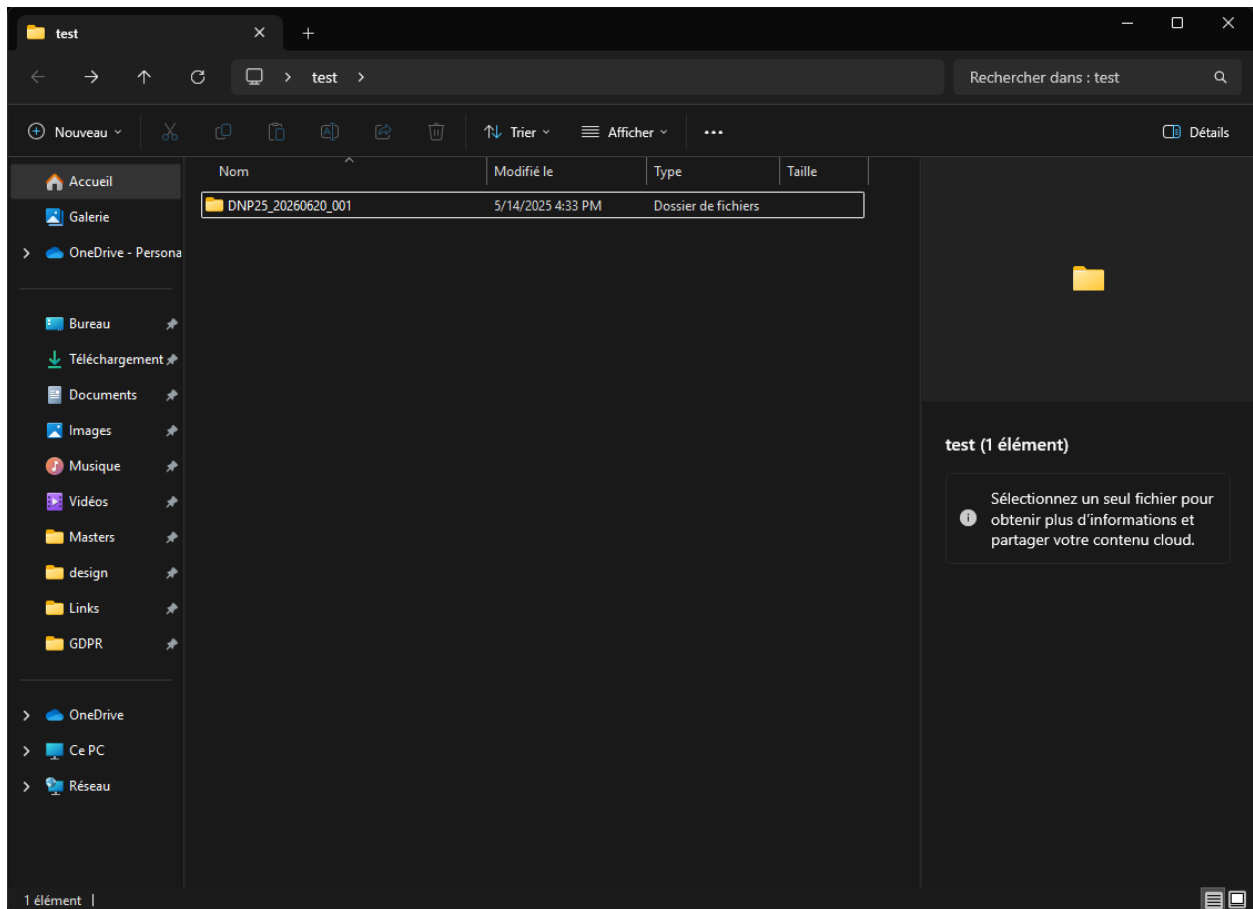 test
test
Rechercher dans : test
Nouveau
Trier
Afficher
Détails
Accueil
Galerie
OneDrive - Persona
Bureau
Téléchargement
Documents
Images
Musique
Vidéos
Masters
design
Links
GDPR
OneDrive
Ce PC
Réseau
Nom Modifié le Type Taille
DNP25_20260620_001 5/14/2025 4:33 PM Dossier de fichiers
test (1 élément)
Sélectionnez un seul fichier pour
obtenir plus d’informations et
partager votre contenu cloud.
1 élément